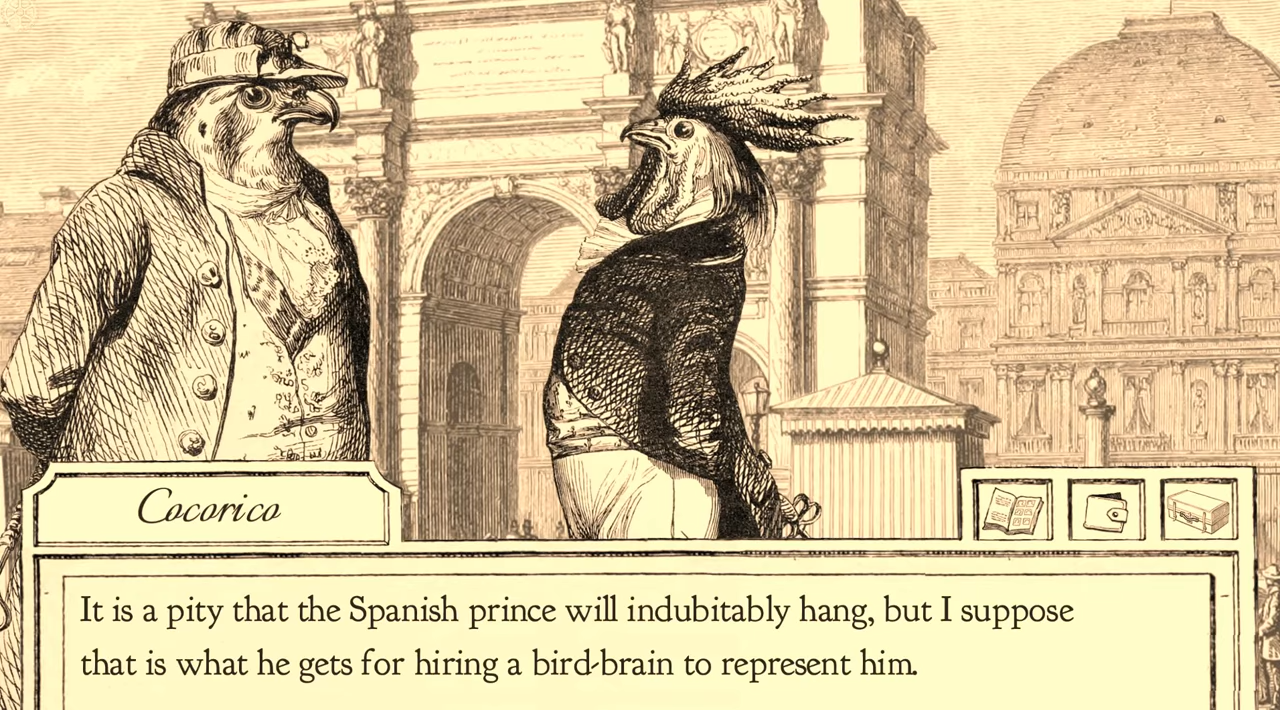 Cocorico
It is a pity that the Spanish prince will indubitably hang, but I suppose
that is what he gets for hiring a bird-brain to represent him.